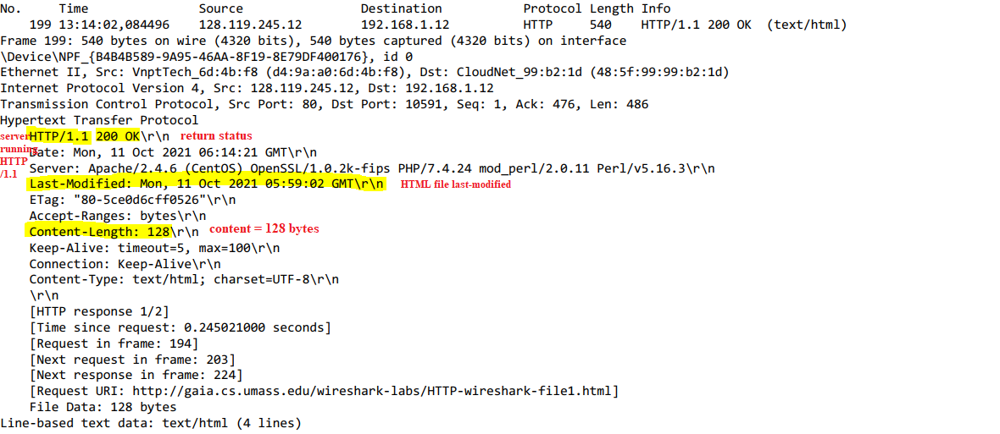 No.     Time                Source                Destination           Protocol Length Info
    199 13:14:02,084496    128.119.245.12        192.168.1.12          HTTP     540    HTTP/1.1 200 OK  (text/html)
Frame 199: 540 bytes on wire (4320 bits), 540 bytes captured (4320 bits) on interface
\Device\NPF_{B4B4B589-9A95-46AA-8F19-8E79DF400176}, id 0
Ethernet II, Src: VnptTech_6d:4b:f8 (d4:9a:a0:6d:4b:f8), Dst: CloudNet_99:b2:1d (48:5f:99:99:b2:1d)
Internet Protocol Version 4, Src: 128.119.245.12, Dst: 192.168.1.12
Transmission Control Protocol, Src Port: 80, Dst Port: 10591, Seq: 1, Ack: 476, Len: 486
Hypertext Transfer Protocol
server HTTP/1.1 200 OK\r\n return status
running
Date: Mon, 11 Oct 2021 06:14:21 GMT\r\n
HTTP
Server: Apache/2.4.6 (CentOS) OpenSSL/1.0.2k-fips PHP/7.4.24 mod_perl/2.0.11 Perl/v5.16.3\r\n
/1.1
Last-Modified: Mon, 11 Oct 2021 05:59:02 GMT\r\n HTML file last-modified
ETag: "80-5ce0d6cff0526"\r\n
Accept-Ranges: bytes\r\n
Content-Length: 128\r\n content = 128 bytes
Keep-Alive: timeout=5, max=100\r\n
Connection: Keep-Alive\r\n
Content-Type: text/html; charset=UTF-8\r\n
\r\n
[HTTP response 1/2]
[Time since request: 0.245021000 seconds]
[Request in frame: 194]
[Next request in frame: 203]
[Next response in frame: 224]
[Request URI: http://gaia.cs.umass.edu/wireshark-labs/HTTP-wireshark-file1.html]
File Data: 128 bytes
Line-based text data: text/html (4 lines)